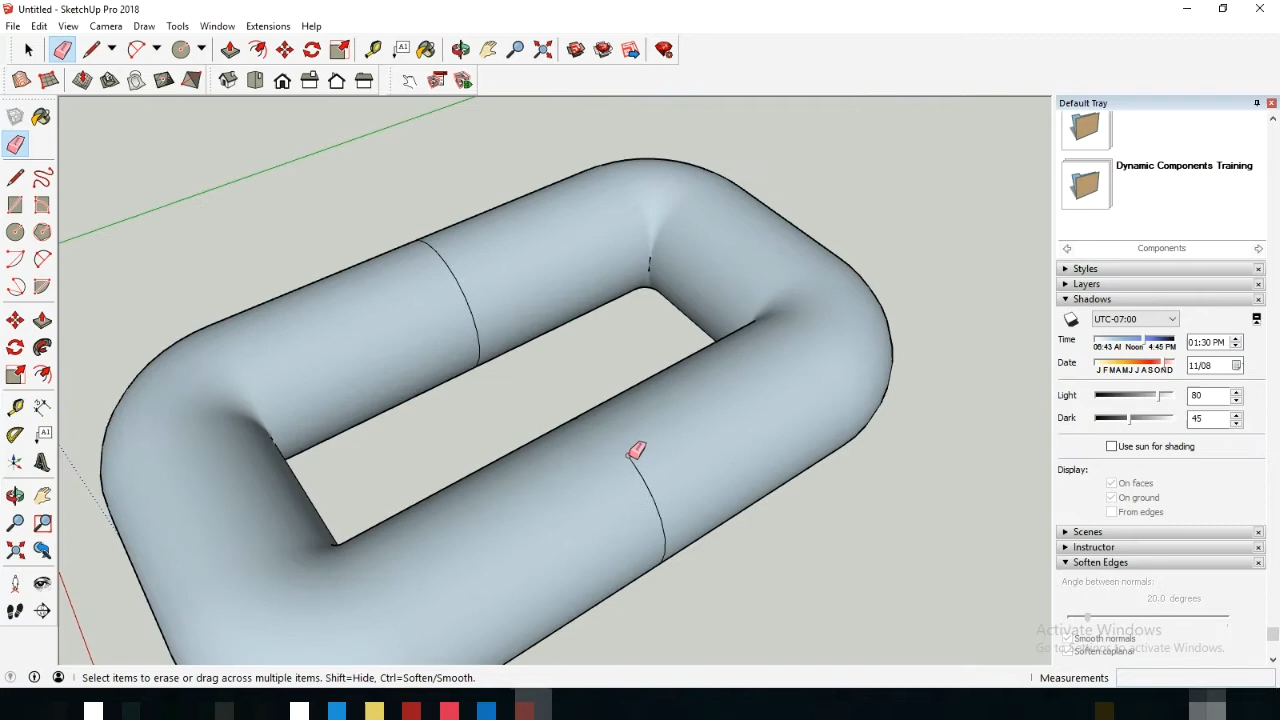 Untitled - SketchUp Pro 2018
File Edit View Camera Draw Tools Window Extensions Help
A1
Default Tray
Dynamic Components Training
Components
Styles
Layers
Shadows
UTC-07:00
Time
06:43 AM Noon 4:45 PM
01:30 PM
Date
J F M A M J J A S O N D
11/08
Light
80
Dark
45
Use sun for shading
Display:
On faces
On ground
From edges
Scenes
Instructor
Soften Edges
Angle between normals:
20.0 degrees
Activate Windows
Smooth normals
Go to Settings to activate Windows.
Soften coplanar
A1
Select items to erase or drag across multiple items. Shift=Hide, Ctrl=Soften/Smooth.
Measurements